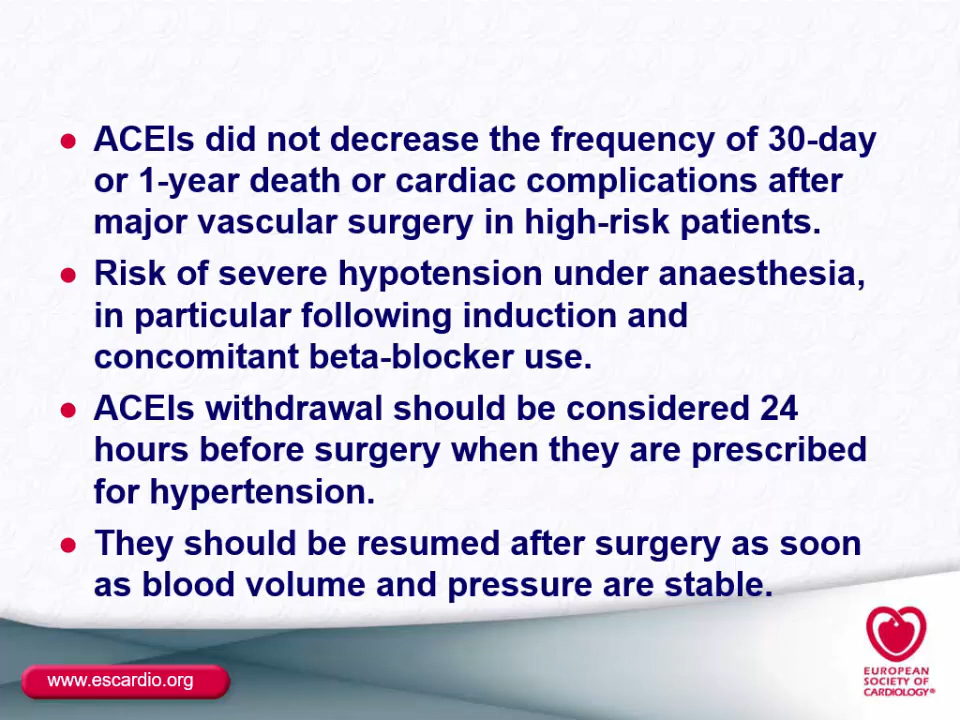 ● ACEIs did not decrease the frequency of 30-day
or 1-year death or cardiac complications after
major vascular surgery in high-risk patients.
● Risk of severe hypotension under anaesthesia,
in particular following induction and
concomitant beta-blocker use.
● ACEIs withdrawal should be considered 24
hours before surgery when they are prescribed
for hypertension.
● They should be resumed after surgery as soon
as blood volume and pressure are stable.
www.escardio.org
EUROPEAN
SOCIETY OF
CARDIOLOGY®